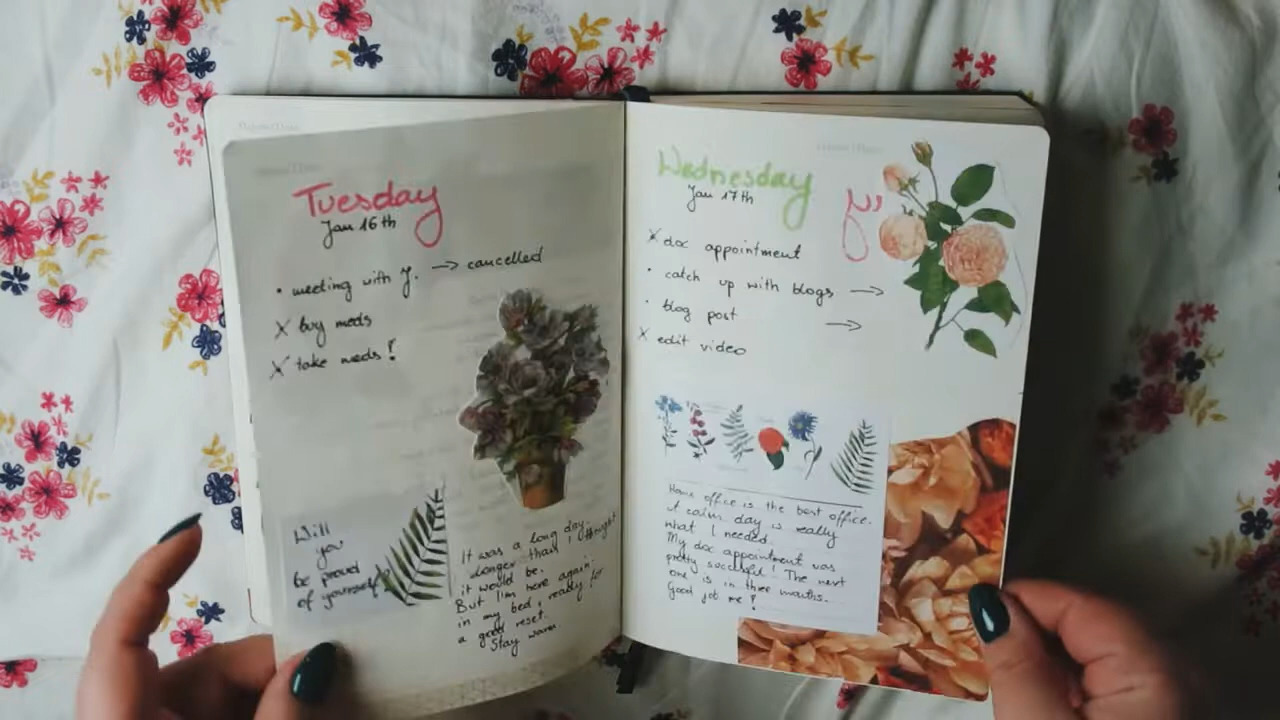 Tuesday
Jan 16th
• meeting with J. → cancelled
x buy meds
x take meds!
Will
you
be proud
of yourself?
It was a long day,
longer than I thought
it would be.
But I'm here again,
in my bed, really for
a good reset.
Stay warm
Wednesday
Jan 17th
x doc appointment
• catch up with blogs →
• blog post →
x edit video
Home office is the best office.
A calm day is really
what I needed.
My doc appointment was
pretty successful! The next
one is in three months.
Good job me!